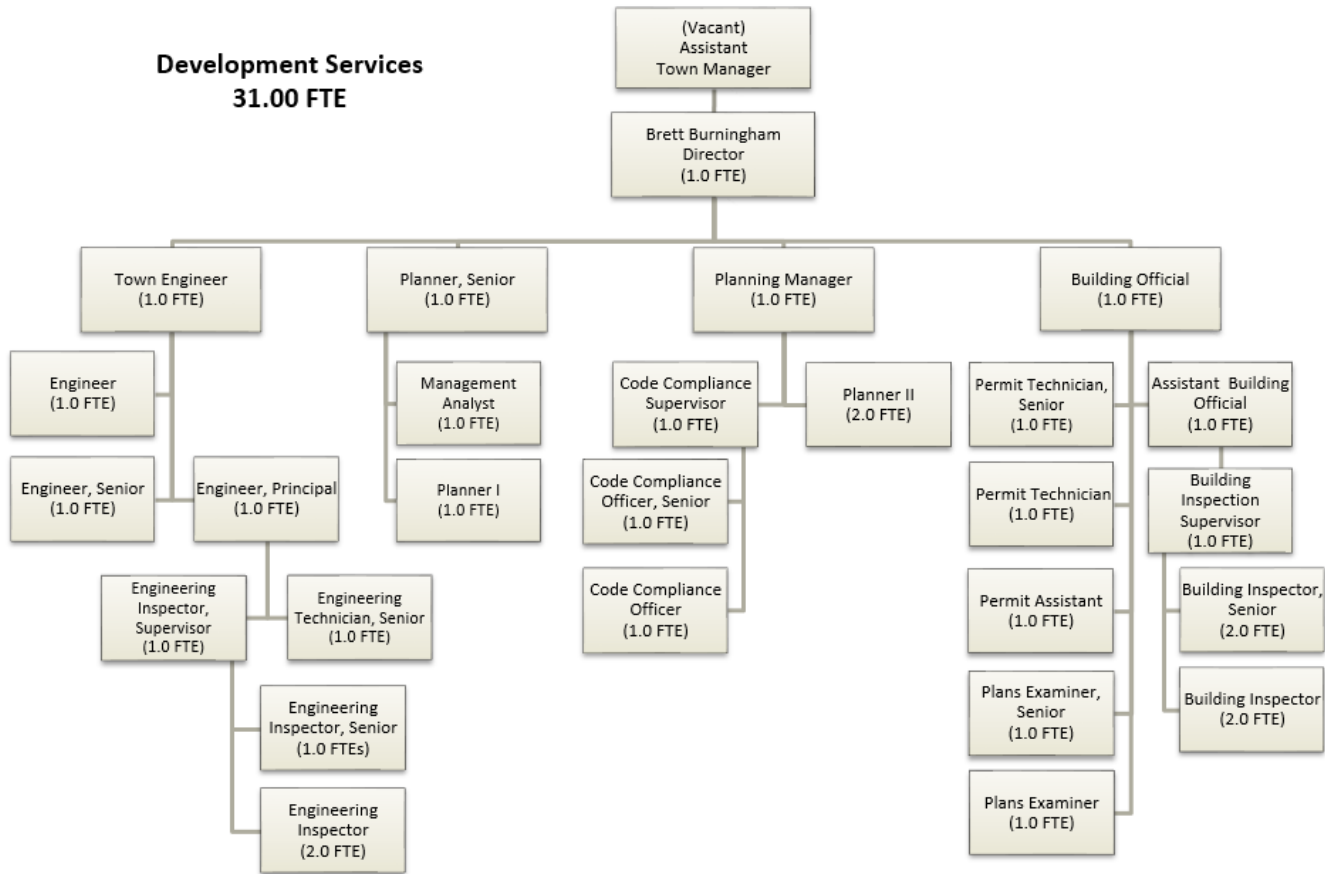 Development Services
31.00 FTE
(Vacant)
Assistant
Town Manager
Brett Burningham
Director
(1.0 FTE)
Town Engineer
(1.0 FTE)
Planner, Senior
(1.0 FTE)
Planning Manager
(1.0 FTE)
Building Official
(1.0 FTE)
Engineer
(1.0 FTE)
Engineer, Senior
(1.0 FTE)
Engineer, Principal
(1.0 FTE)
Engineering
Inspector,
Supervisor
(1.0 FTE)
Engineering
Technician, Senior
(1.0 FTE)
Engineering
Inspector, Senior
(1.0 FTEs)
Engineering
Inspector
(2.0 FTE)
Management
Analyst
(1.0 FTE)
Planner I
(1.0 FTE)
Code Compliance
Supervisor
(1.0 FTE)
Planner II
(2.0 FTE)
Code Compliance
Officer, Senior
(1.0 FTE)
Code Compliance
Officer
(1.0 FTE)
Permit Technician,
Senior
(1.0 FTE)
Permit Technician
(1.0 FTE)
Permit Assistant
(1.0 FTE)
Plans Examiner,
Senior
(1.0 FTE)
Plans Examiner
(1.0 FTE)
Assistant Building
Official
(1.0 FTE)
Building
Inspection
Supervisor
(1.0 FTE)
Building Inspector,
Senior
(2.0 FTE)
Building Inspector
(2.0 FTE)